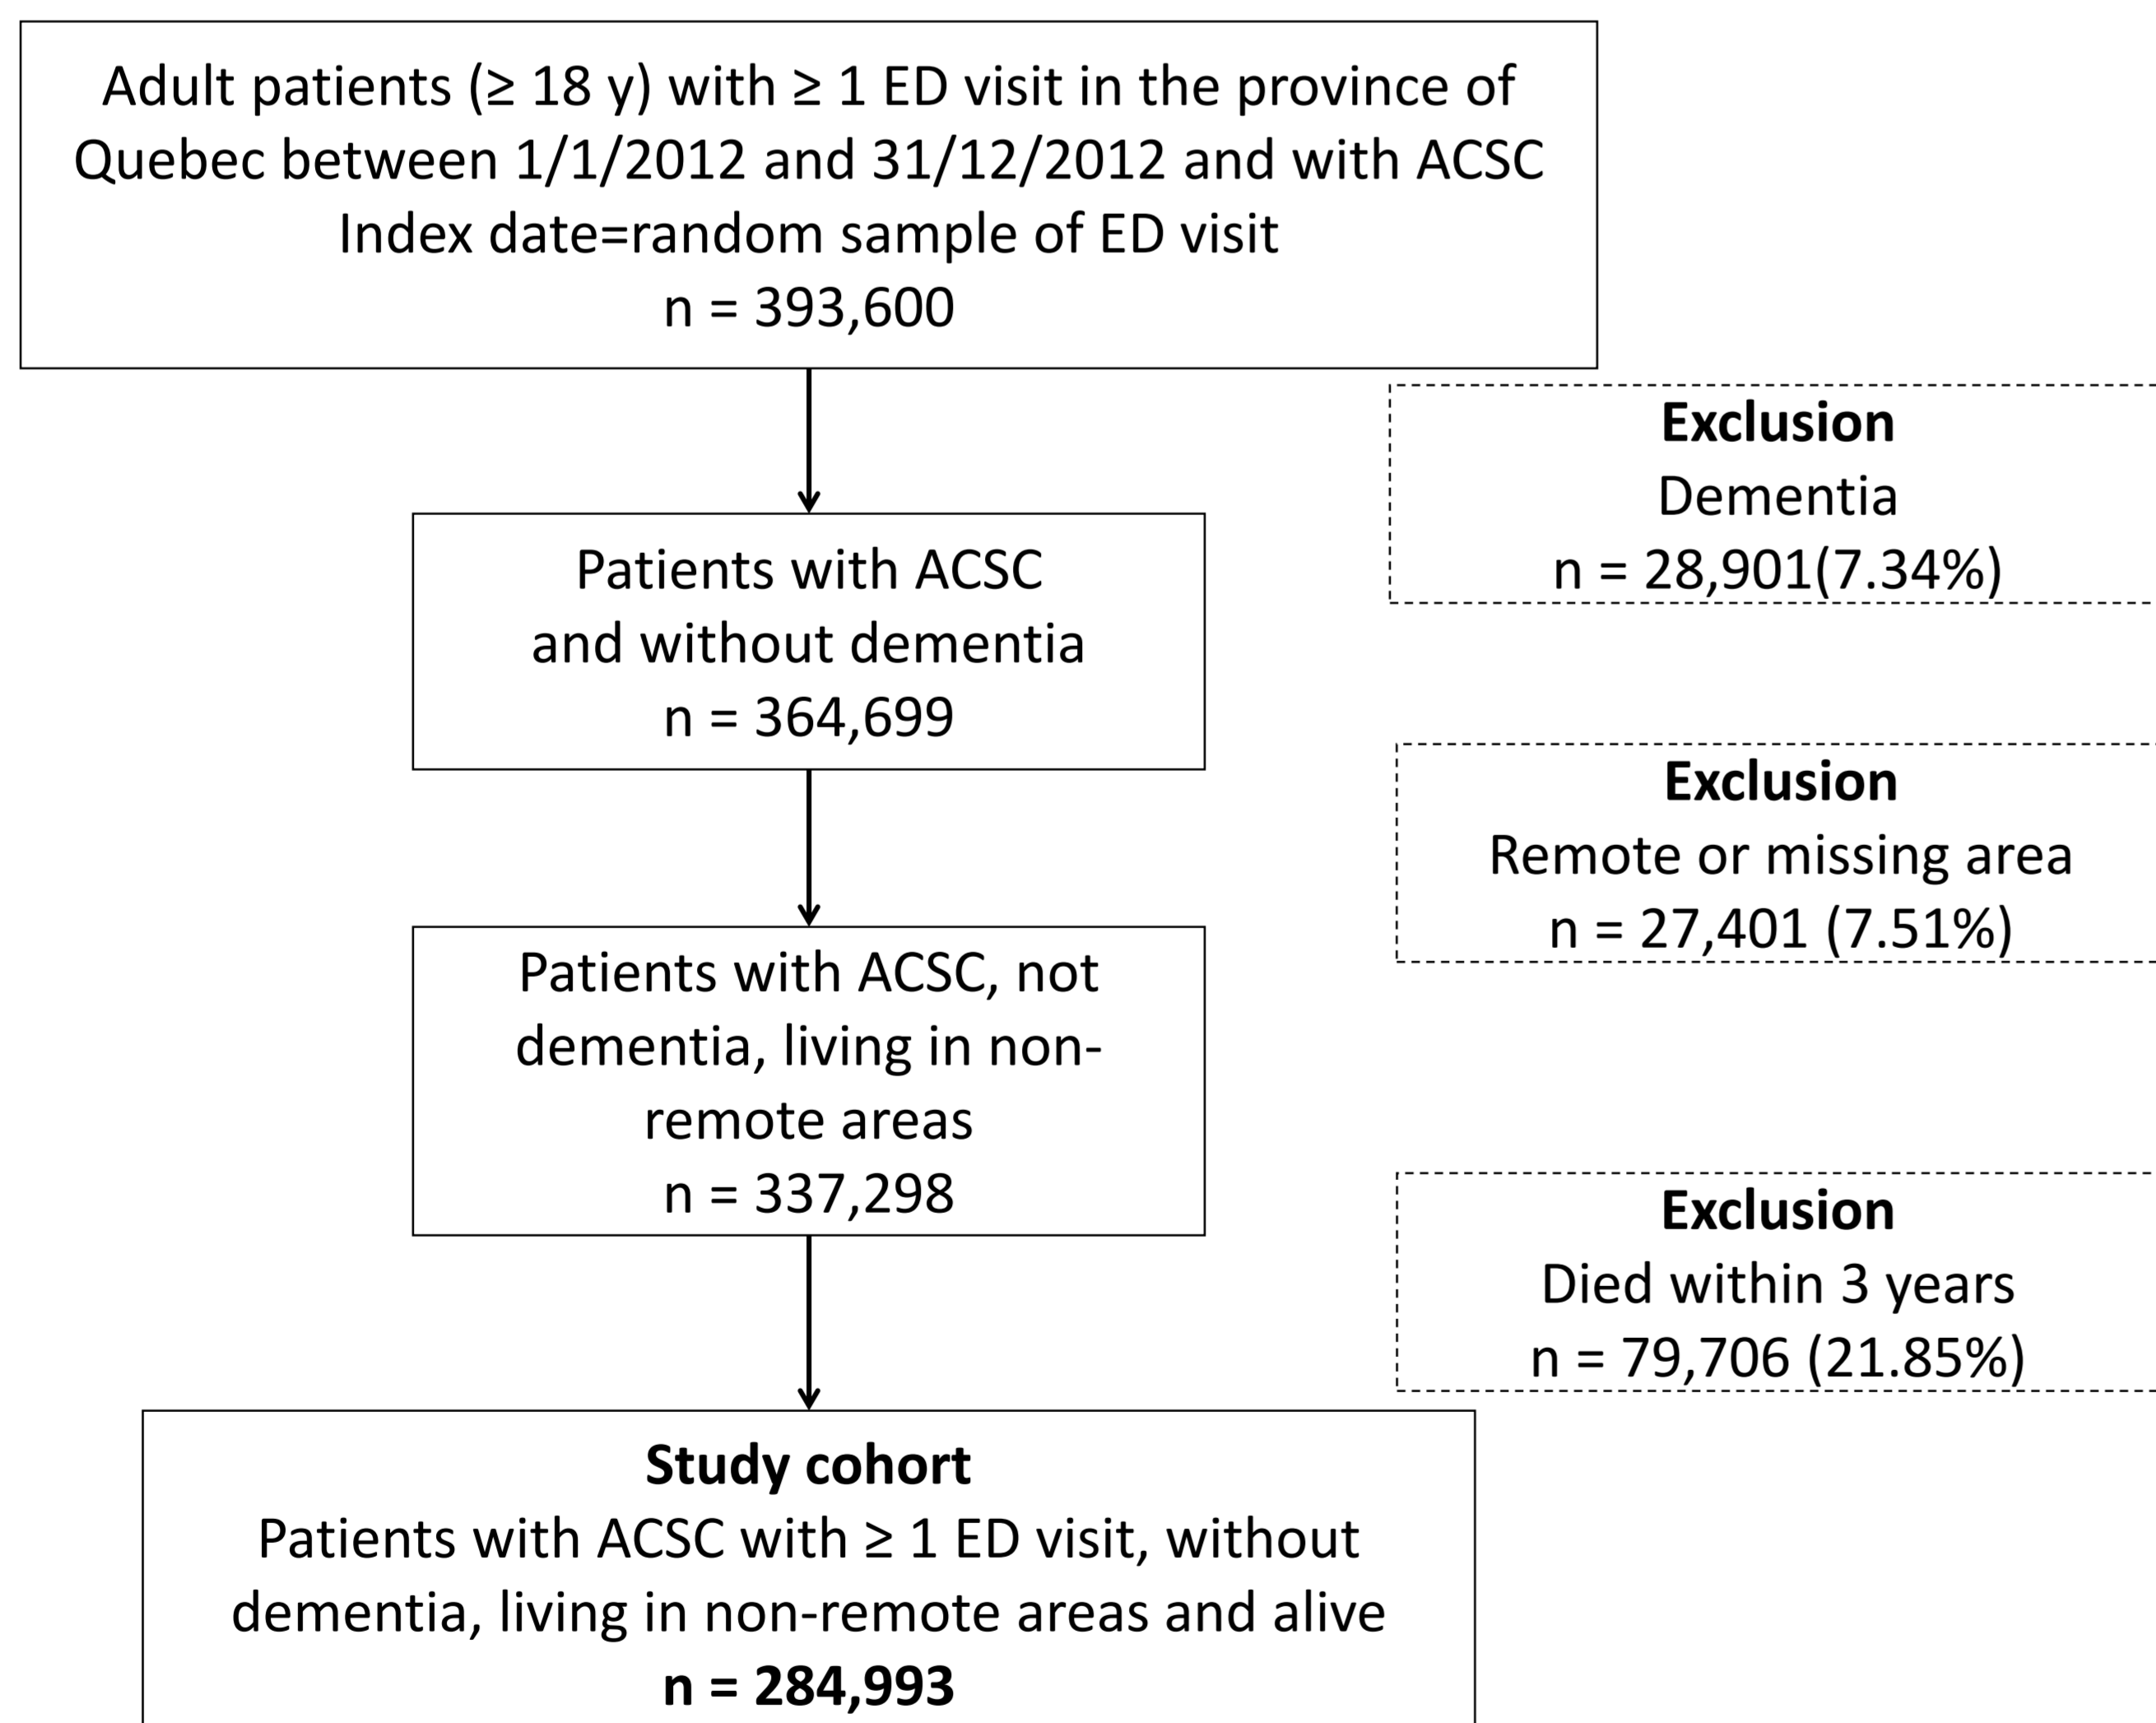 Adult patients (≥ 18 y) with ≥ 1 ED visit in the province of
Quebec between 1/1/2012 and 31/12/2012 and with ACSC
Index date=random sample of ED visit
n = 393,600
Exclusion
Dementia
n = 28,901(7.34%)
Patients with ACSC
and without dementia
n = 364,699
Exclusion
Remote or missing area
n = 27,401 (7.51%)
Patients with ACSC, not
dementia, living in non-
remote areas
n = 337,298
Exclusion
Died within 3 years
n = 79,706 (21.85%)
Study cohort
Patients with ACSC with ≥ 1 ED visit, without
dementia, living in non-remote areas and alive
n = 284,993